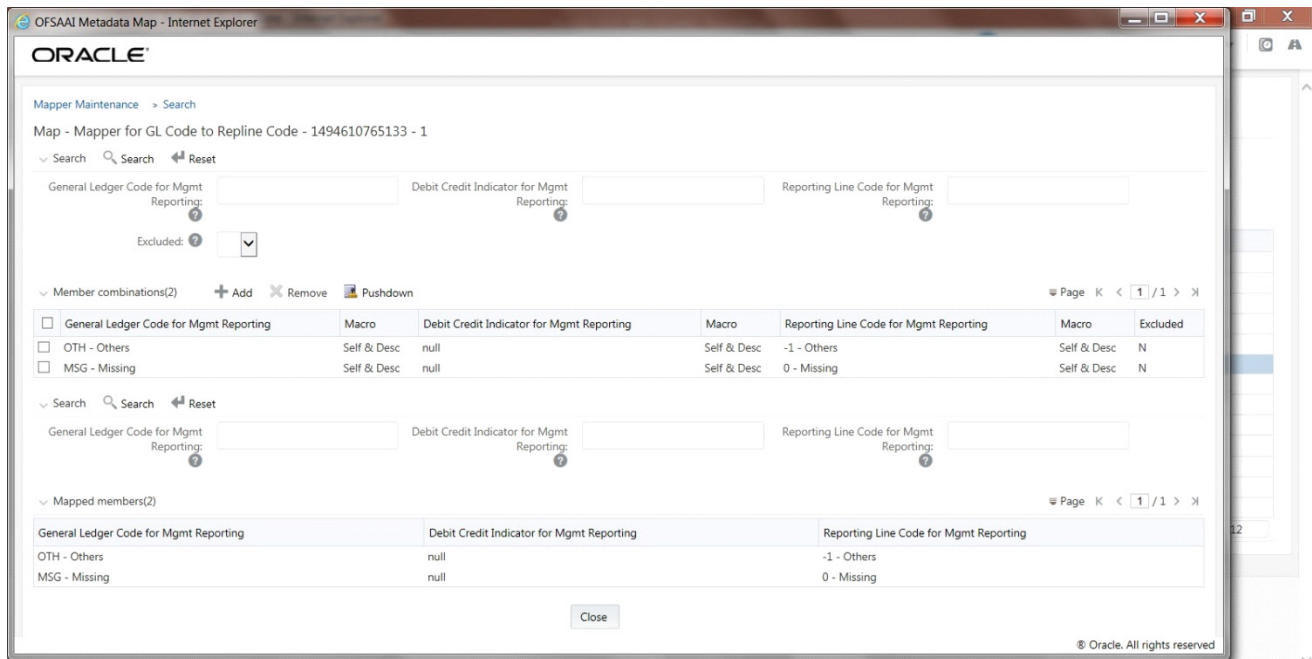 OFSAAI Metadata Map - Internet Explorer
ORACLE
Mapper Maintenance » Search
Map - Mapper for GL Code to Repline Code - 1494610765133 - 1
Search Search Reset
General Ledger Code for Mgmt Reporting: Debit Credit Indicator for Mgmt Reporting: Reporting Line Code for Mgmt Reporting:
Excluded:
Member combinations(2) Add Remove Pushdown Page 1 / 1
General Ledger Code for Mgmt Reporting Macro Debit Credit Indicator for Mgmt Reporting Macro Reporting Line Code for Mgmt Reporting Macro Excluded
OTH - Others Self & Desc null Self & Desc -1 - Others Self & Desc N
MSG - Missing Self & Desc null Self & Desc 0 - Missing Self & Desc N
Search Search Reset
General Ledger Code for Mgmt Reporting: Debit Credit Indicator for Mgmt Reporting: Reporting Line Code for Mgmt Reporting:
Mapped members(2) Page 1 / 1
General Ledger Code for Mgmt Reporting Debit Credit Indicator for Mgmt Reporting Reporting Line Code for Mgmt Reporting
OTH - Others null -1 - Others
MSG - Missing null 0 - Missing
12
Close
® Oracle. All rights reserved